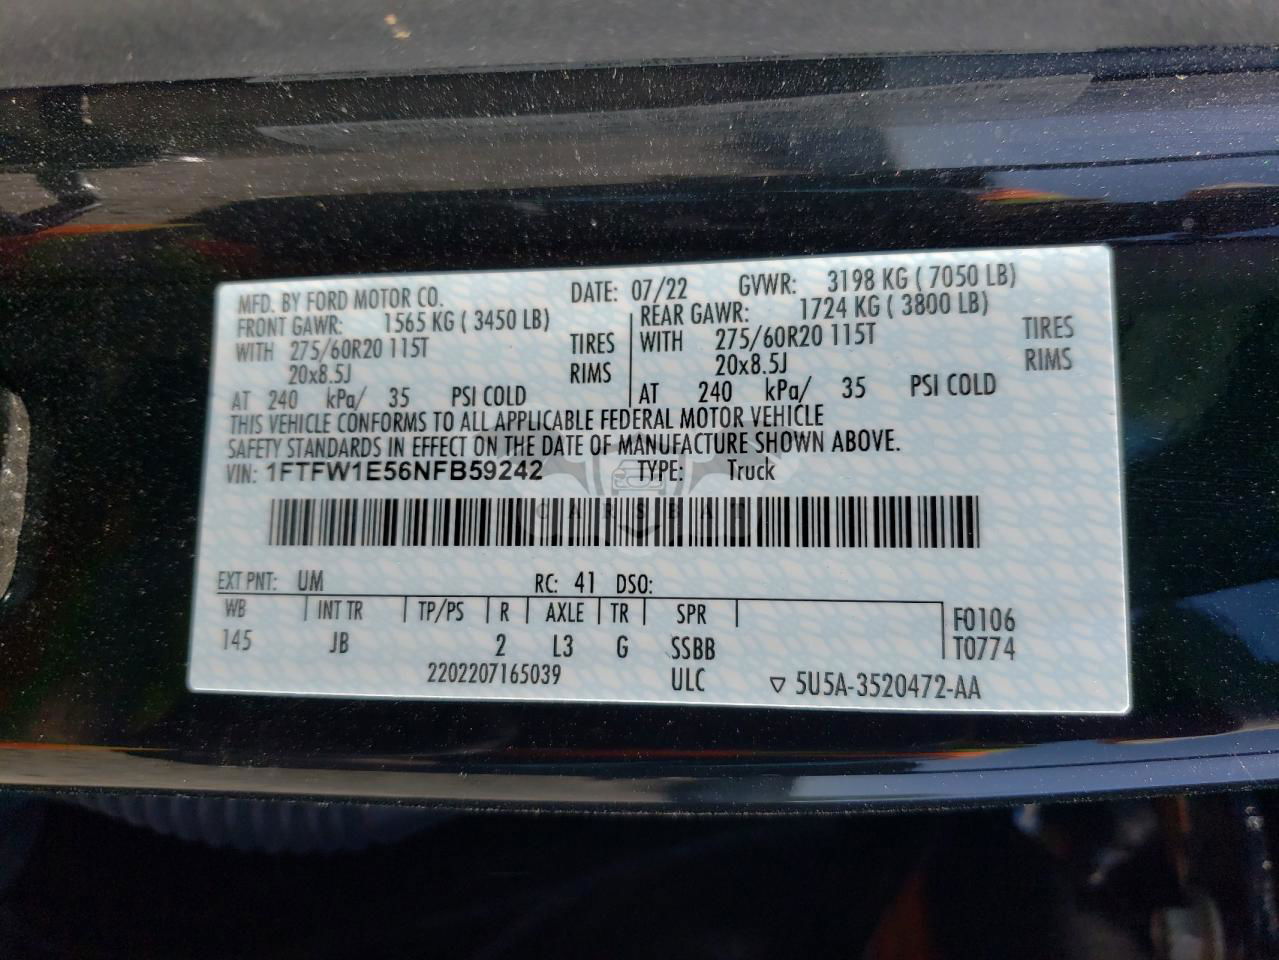 MFD. BY FORD MOTOR CO. DATE: 07/22 GVWR: 3198 KG ( 7050 LB)
FRONT GAWR: 1565 KG ( 3450 LB) REAR GAWR: 1724 KG ( 3800 LB)
WITH 275/60R20 115T TIRES WITH 275/60R20 115T TIRES
20x8.5J RIMS 20x8.5J RIMS
AT 240 kPa/ 35 PSI COLD AT 240 kPa/ 35 PSI COLD
THIS VEHICLE CONFORMS TO ALL APPLICABLE FEDERAL MOTOR VEHICLE
SAFETY STANDARDS IN EFFECT ON THE DATE OF MANUFACTURE SHOWN ABOVE.
VIN: 1FTFW1E56NFB59242 TYPE: Truck
CARSBAT
EXT PNT: UM RC: 41 DSO:
WB INT TR TP/PS R AXLE TR SPR F0106
145 JB 2 L3 G SSBB T0774
2202207165039 ULC ▽ 5U5A-3520472-AA